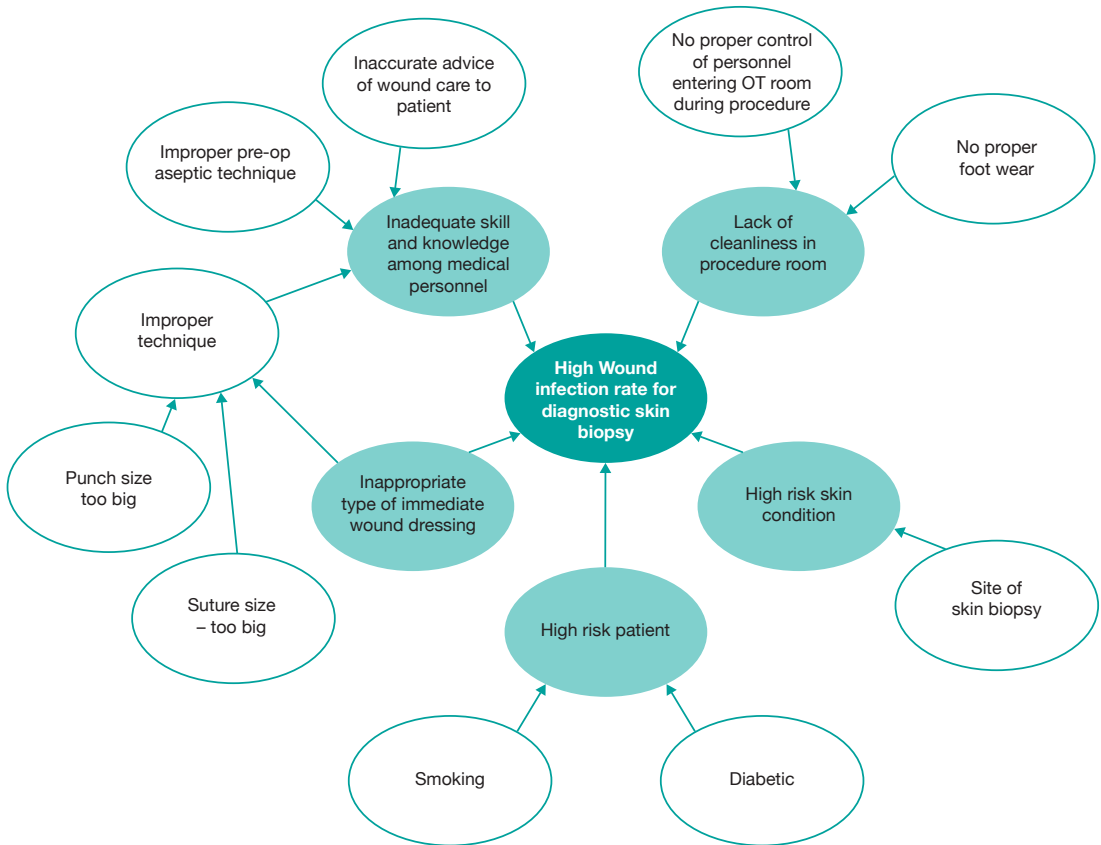 No proper control
of personnel
entering OT room
during procedure
Inaccurate advice
of wound care to
patient
Improper pre-op
aseptic technique
No proper
foot wear
Inadequate skill
and knowledge
among medical
personnel
Lack of
cleanliness in
procedure room
Improper
technique
High Wound
infection rate for
diagnostic skin
biopsy
Punch size
too big
Inappropriate
type of immediate
wound dressing
High risk skin
condition
Suture size
– too big
High risk patient
Site of
skin biopsy
Smoking
Diabetic